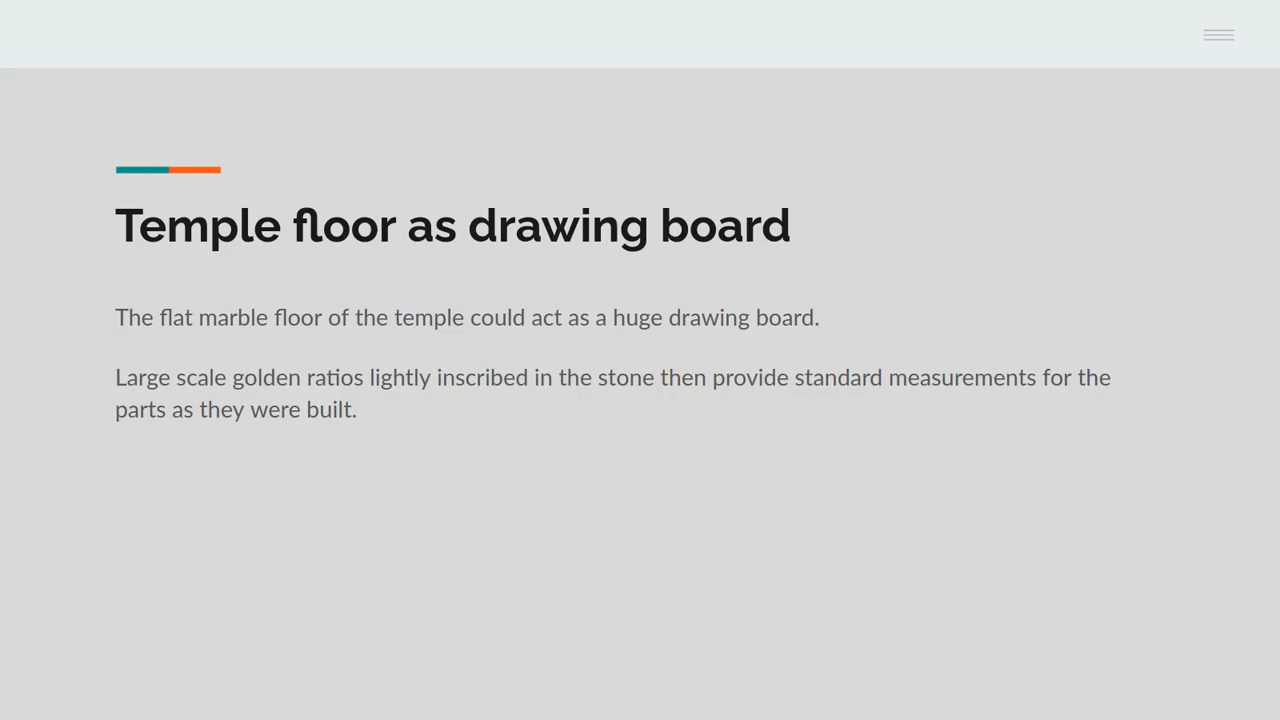 Temple floor as drawing board
The flat marble floor of the temple could act as a huge drawing board.
Large scale golden ratios lightly inscribed in the stone then provide standard measurements for the
parts as they were built.